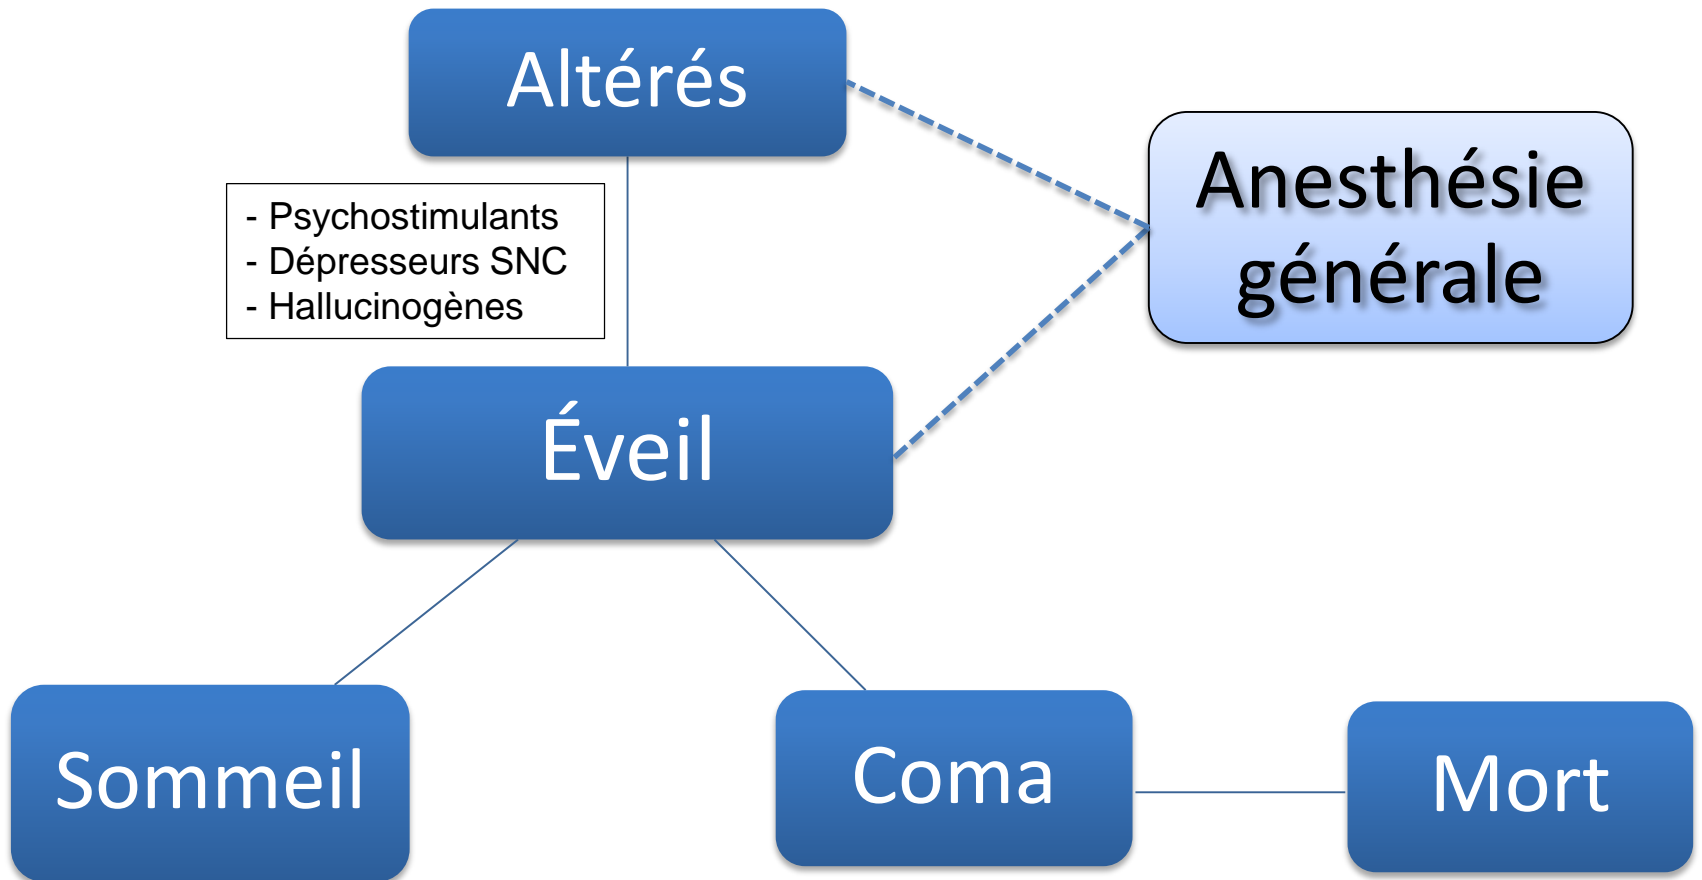 Altérés
Anesthésie
générale
- Psychostimulants
- Dépresseurs SNC
- Hallucinogènes
Éveil
Sommeil
Coma
Mort